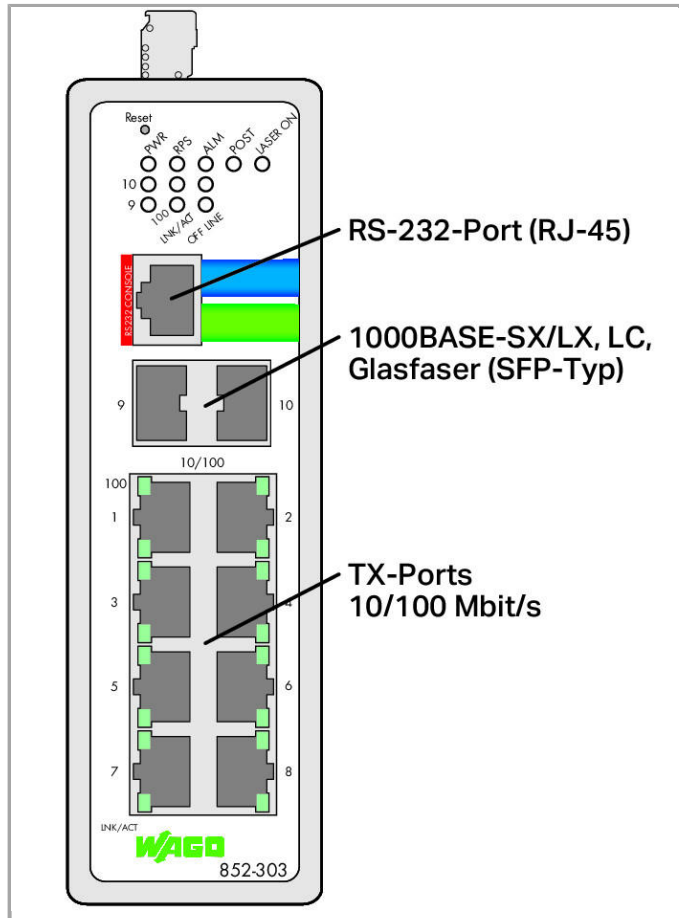 Reset
PWR RPS ALM POST LASER ON
10
9
100 LNK/ACT OFF LINE
RS232 CONSOLE
RS-232-Port (RJ-45)
1000BASE-SX/LX, LC,
Glasfaser (SFP-Typ)
9 10
10/100
100
1 2
TX-Ports
10/100 Mbit/s
3 4
5 6
7 8
LNK/ACT
WAGO
852-303